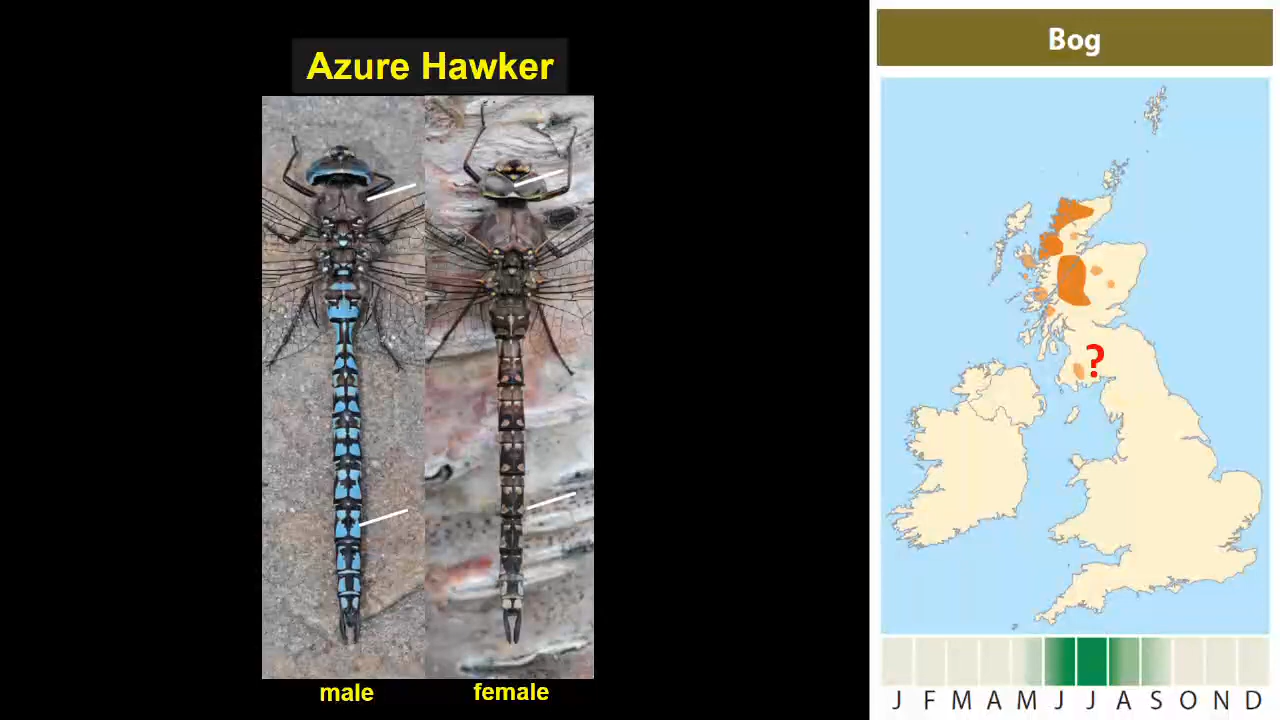 Azure Hawker
male
female
Bog
?
J F M A M J J A S O N D